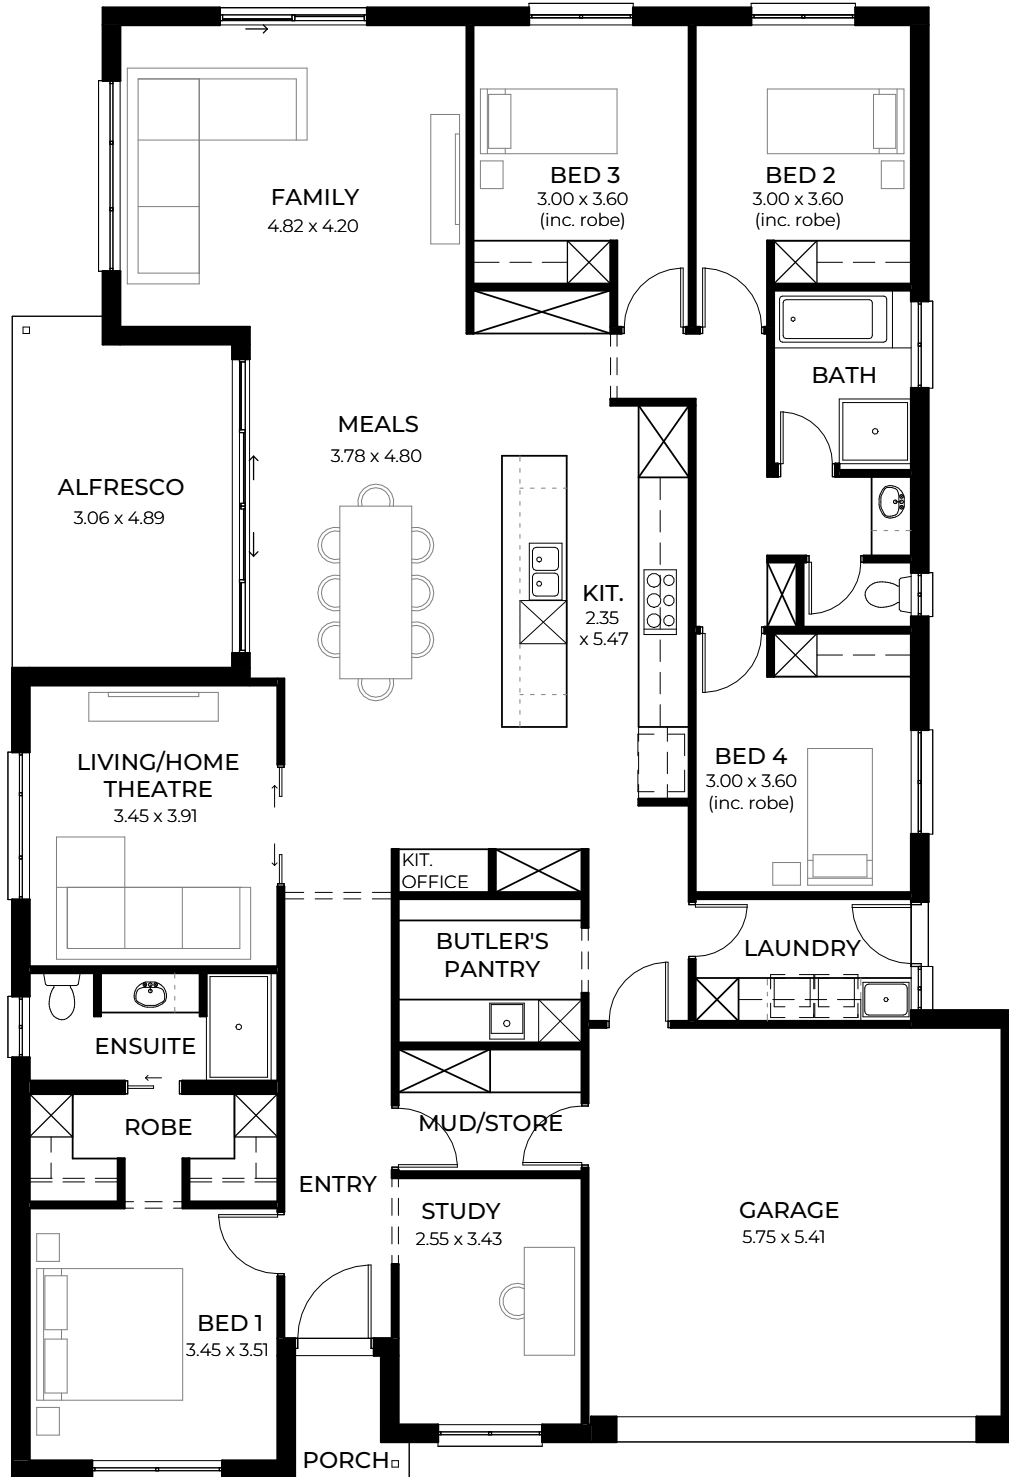 FAMILY
4.82 x 4.20
BED 3
3.00 x 3.60
(inc. robe)
BED 2
3.00 x 3.60
(inc. robe)
BATH
MEALS
3.78 x 4.80
ALFRESCO
3.06 x 4.89
KIT.
2.35
x 5.47
LIVING/HOME
THEATRE
3.45 x 3.91
BED 4
3.00 x 3.60
(inc. robe)
KIT.
OFFICE
BUTLER'S
PANTRY
LAUNDRY
ENSUITE
ROBE
MUD/STORE
ENTRY
STUDY
2.55 x 3.43
GARAGE
5.75 x 5.41
BED 1
3.45 x 3.51
PORCH